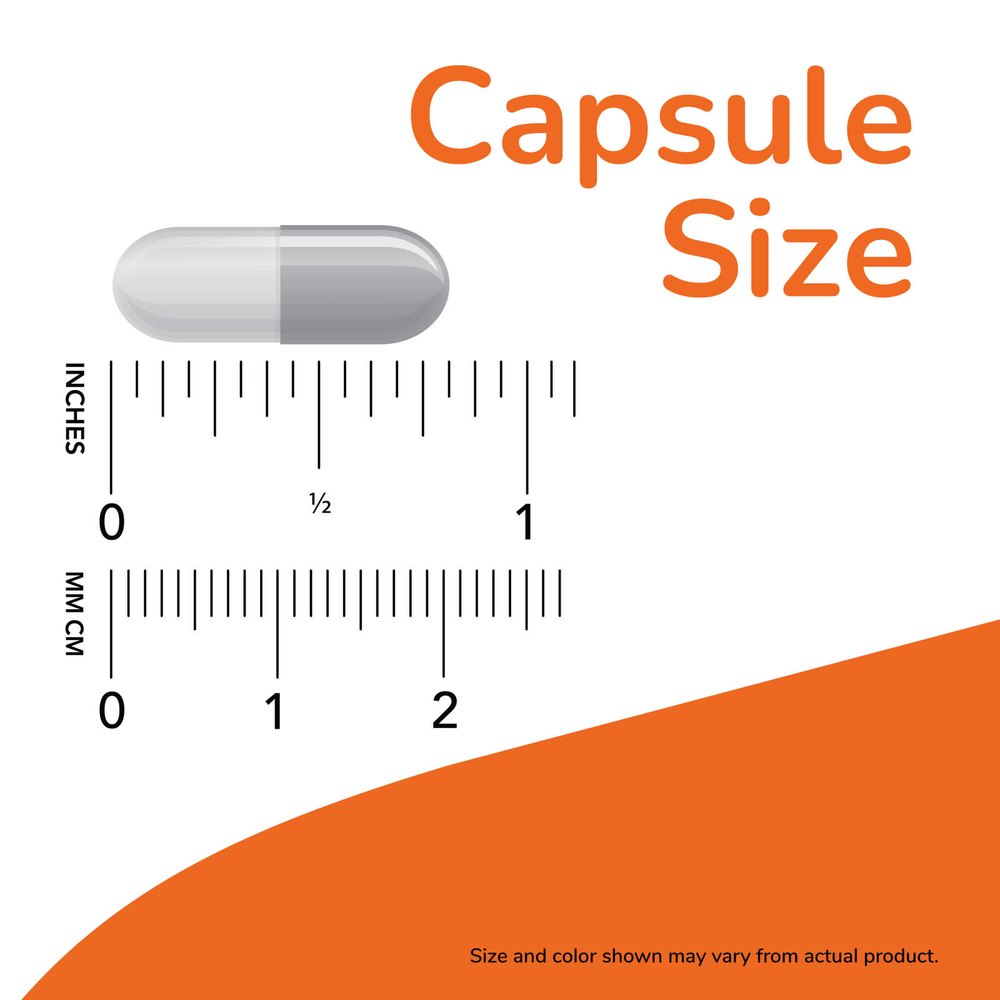 Capsule
Size
INCHES
0
½
1
MM CM
0
1
2
Size and color shown may vary from actual product.